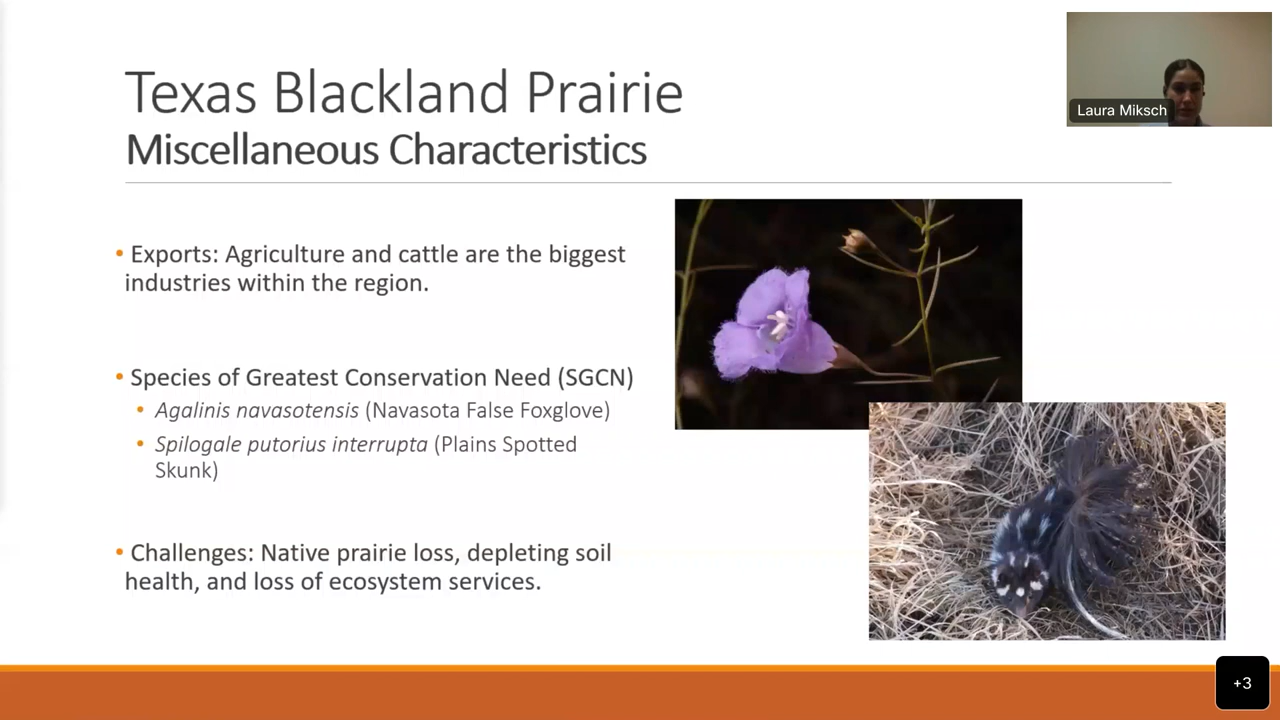 Texas Blackland Prairie
Miscellaneous Characteristics
Laura Miksch
• Exports: Agriculture and cattle are the biggest
industries within the region.
• Species of Greatest Conservation Need (SGCN)
• Agalinis navasotensis (Navasota False Foxglove)
• Spilogale putorius interrupta (Plains Spotted
Skunk)
• Challenges: Native prairie loss, depleting soil
health, and loss of ecosystem services.
+3